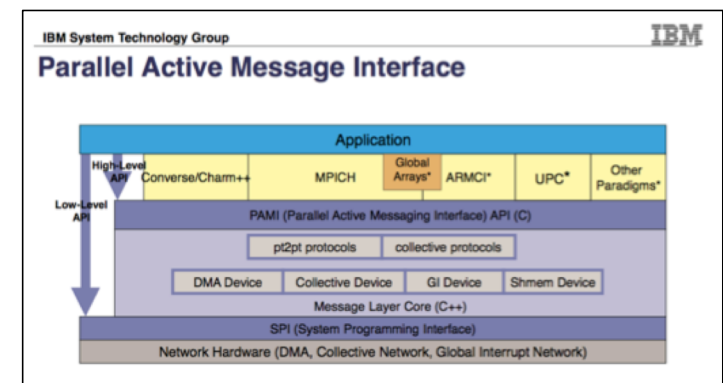 IBM System Technology Group
IBM
Parallel Active Message Interface
Application
High-Level
API
Low-Level
API
Converse/Charm++
MPICH
Global
Arrays*
ARMCI*
UPC*
Other
Paradigms*
PAMI (Parallel Active Messaging Interface) API (C)
pt2pt protocols
collective protocols
DMA Device
Collective Device
GI Device
Shmem Device
Message Layer Core (C++)
SPI (System Programming Interface)
Network Hardware (DMA, Collective Network, Global Interrupt Network)